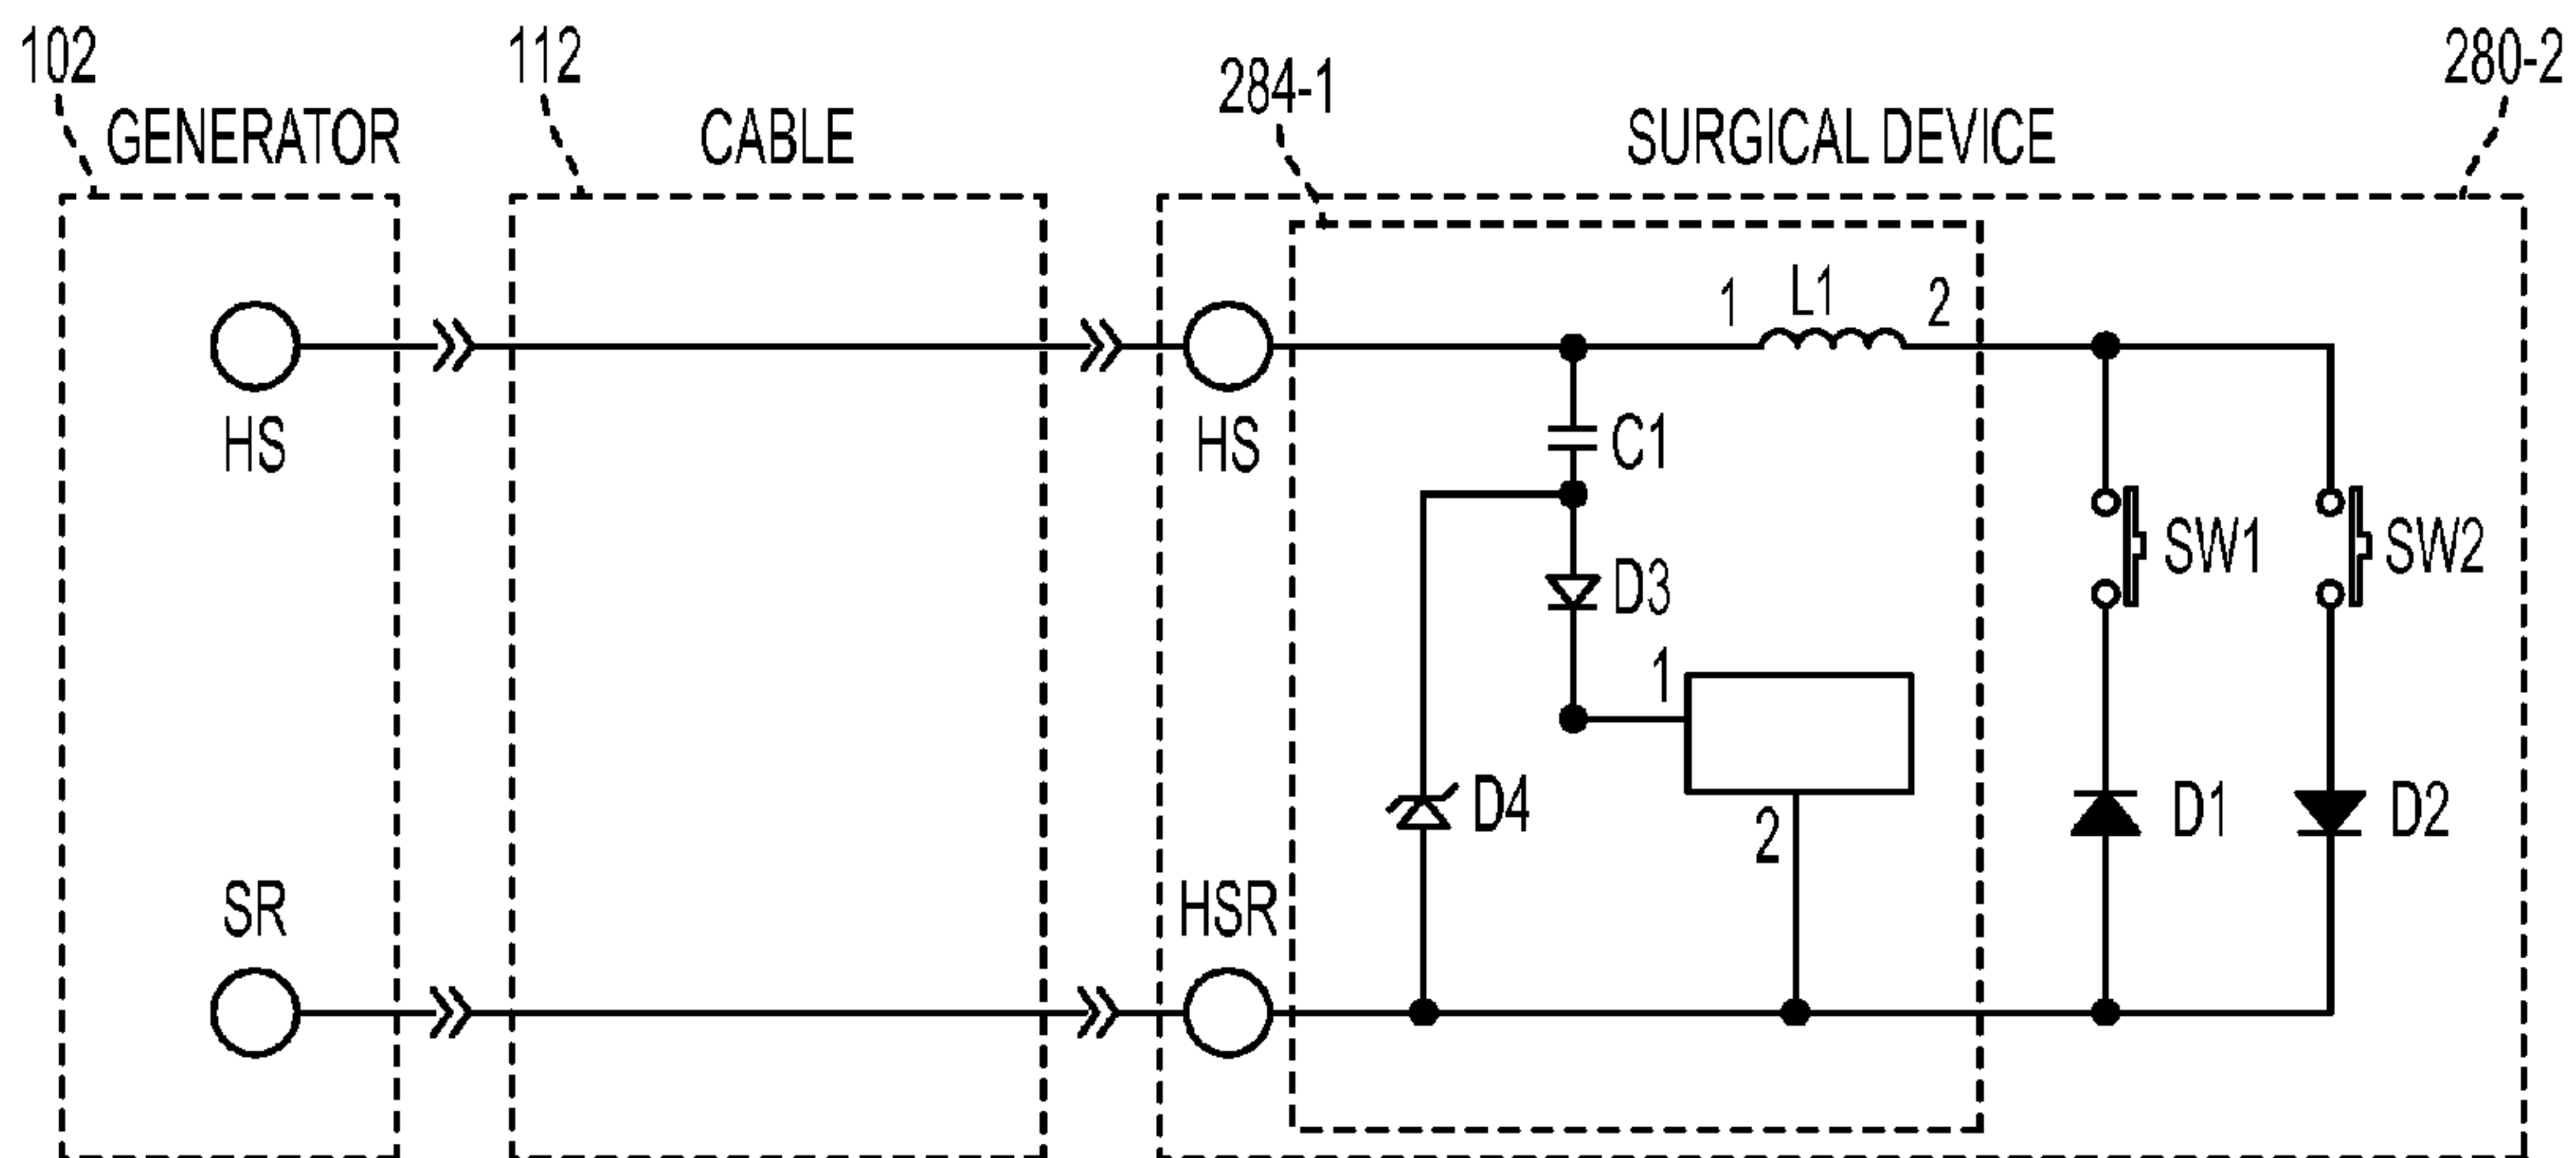 102
112
284-1
280-2
GENERATOR
CABLE
SURGICAL DEVICE
1
L1
2
HS
HS
C1
SW1
SW2
D3
1
D4
2
D1
D2
SR
HSR